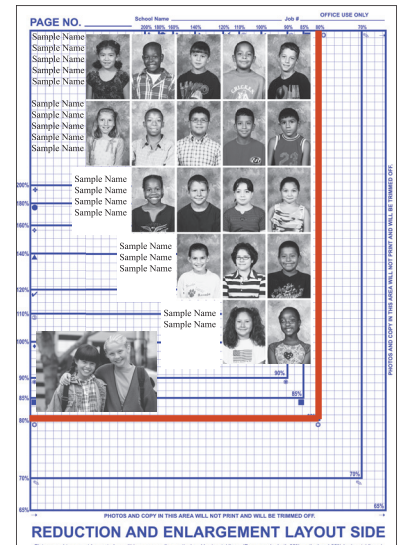 PAGE NO.
School Name
Job #
OFFICE USE ONLY
200% 180% 160% 140% 120% 110% 100% 90% 85% 80% 70%
Sample Name
Sample Name
Sample Name
Sample Name
Sample Name
Sample Name
Sample Name
Sample Name
Sample Name
Sample Name
200%
Sample Name
180%
Sample Name
Sample Name
160%
Sample Name
140%
Sample Name
Sample Name
Sample Name
120%
110%
Sample Name
Sample Name
100%
90%
90%
85%
85%
80%
70%
70%
60%
55%
PHOTOS AND COPY IN THIS AREA WILL NOT PRINT AND WILL BE TRIMMED OFF.
PHOTOS AND COPY IN THIS AREA WILL NOT PRINT AND WILL BE TRIMMED OFF.
REDUCTION AND ENLARGEMENT LAYOUT SIDE